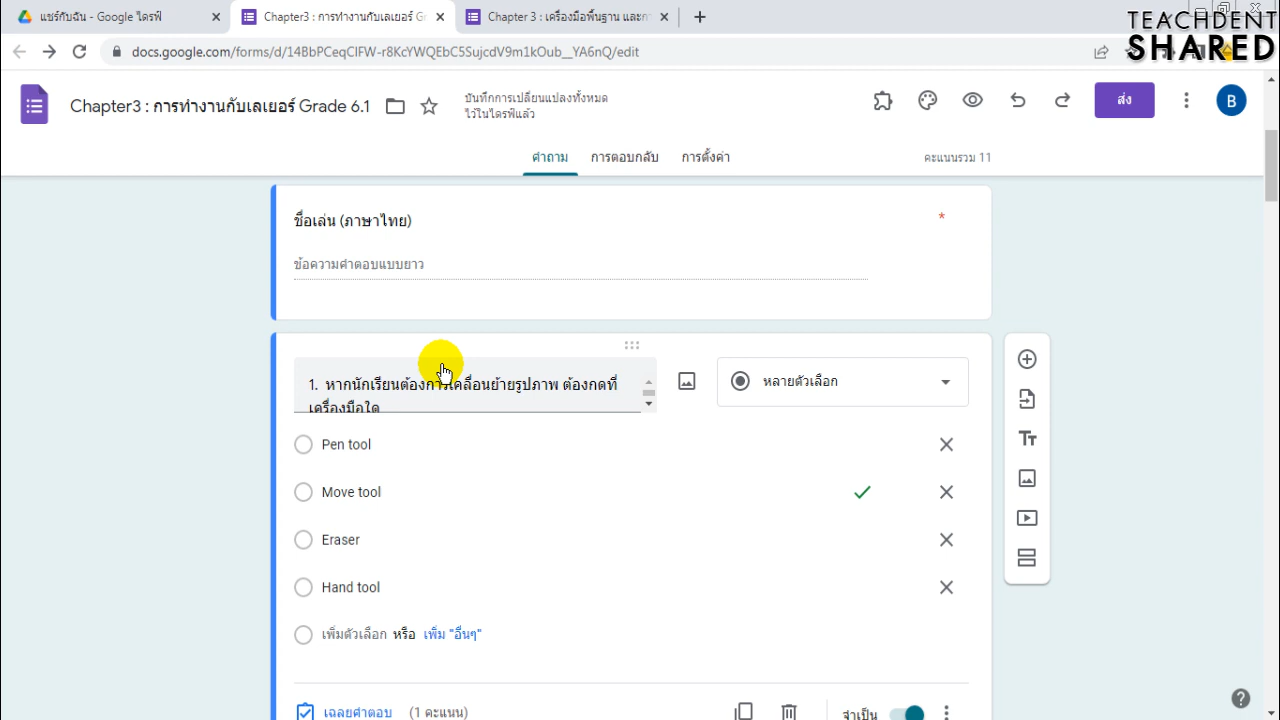 แชร์กับฉัน - Google ไดรฟ์
Chapter3 : การทำงานกับเลเยอร์ Gr
Chapter 3 : เครื่องมือพื้นฐาน และกา
TEACHDENT
SHARED
docs.google.com/forms/d/14BbPCeqCIFW-r8KcYWQEbC5SujcdV9m1kOub__YA6nQ/edit
Chapter3 : การทำงานกับเลเยอร์ Grade 6.1
บันทึกการเปลี่ยนแปลงทั้งหมด
ไว้ในไดรฟ์แล้ว
ส่ง
B
คำถาม
การตอบกลับ
การตั้งค่า
คะแนนรวม 11
ชื่อเล่น (ภาษาไทย)
*
ข้อความคำตอบแบบยาว
1. หากนักเรียนต้องการเคลื่อนย้ายรูปภาพ ต้องกดที่
เครื่องมือใด
หลายตัวเลือก
Pen tool
Move tool
Eraser
Hand tool
เพิ่มตัวเลือก หรือ เพิ่ม "อื่นๆ"
เฉลยคำตอบ (1 คะแนน)
จำเป็น